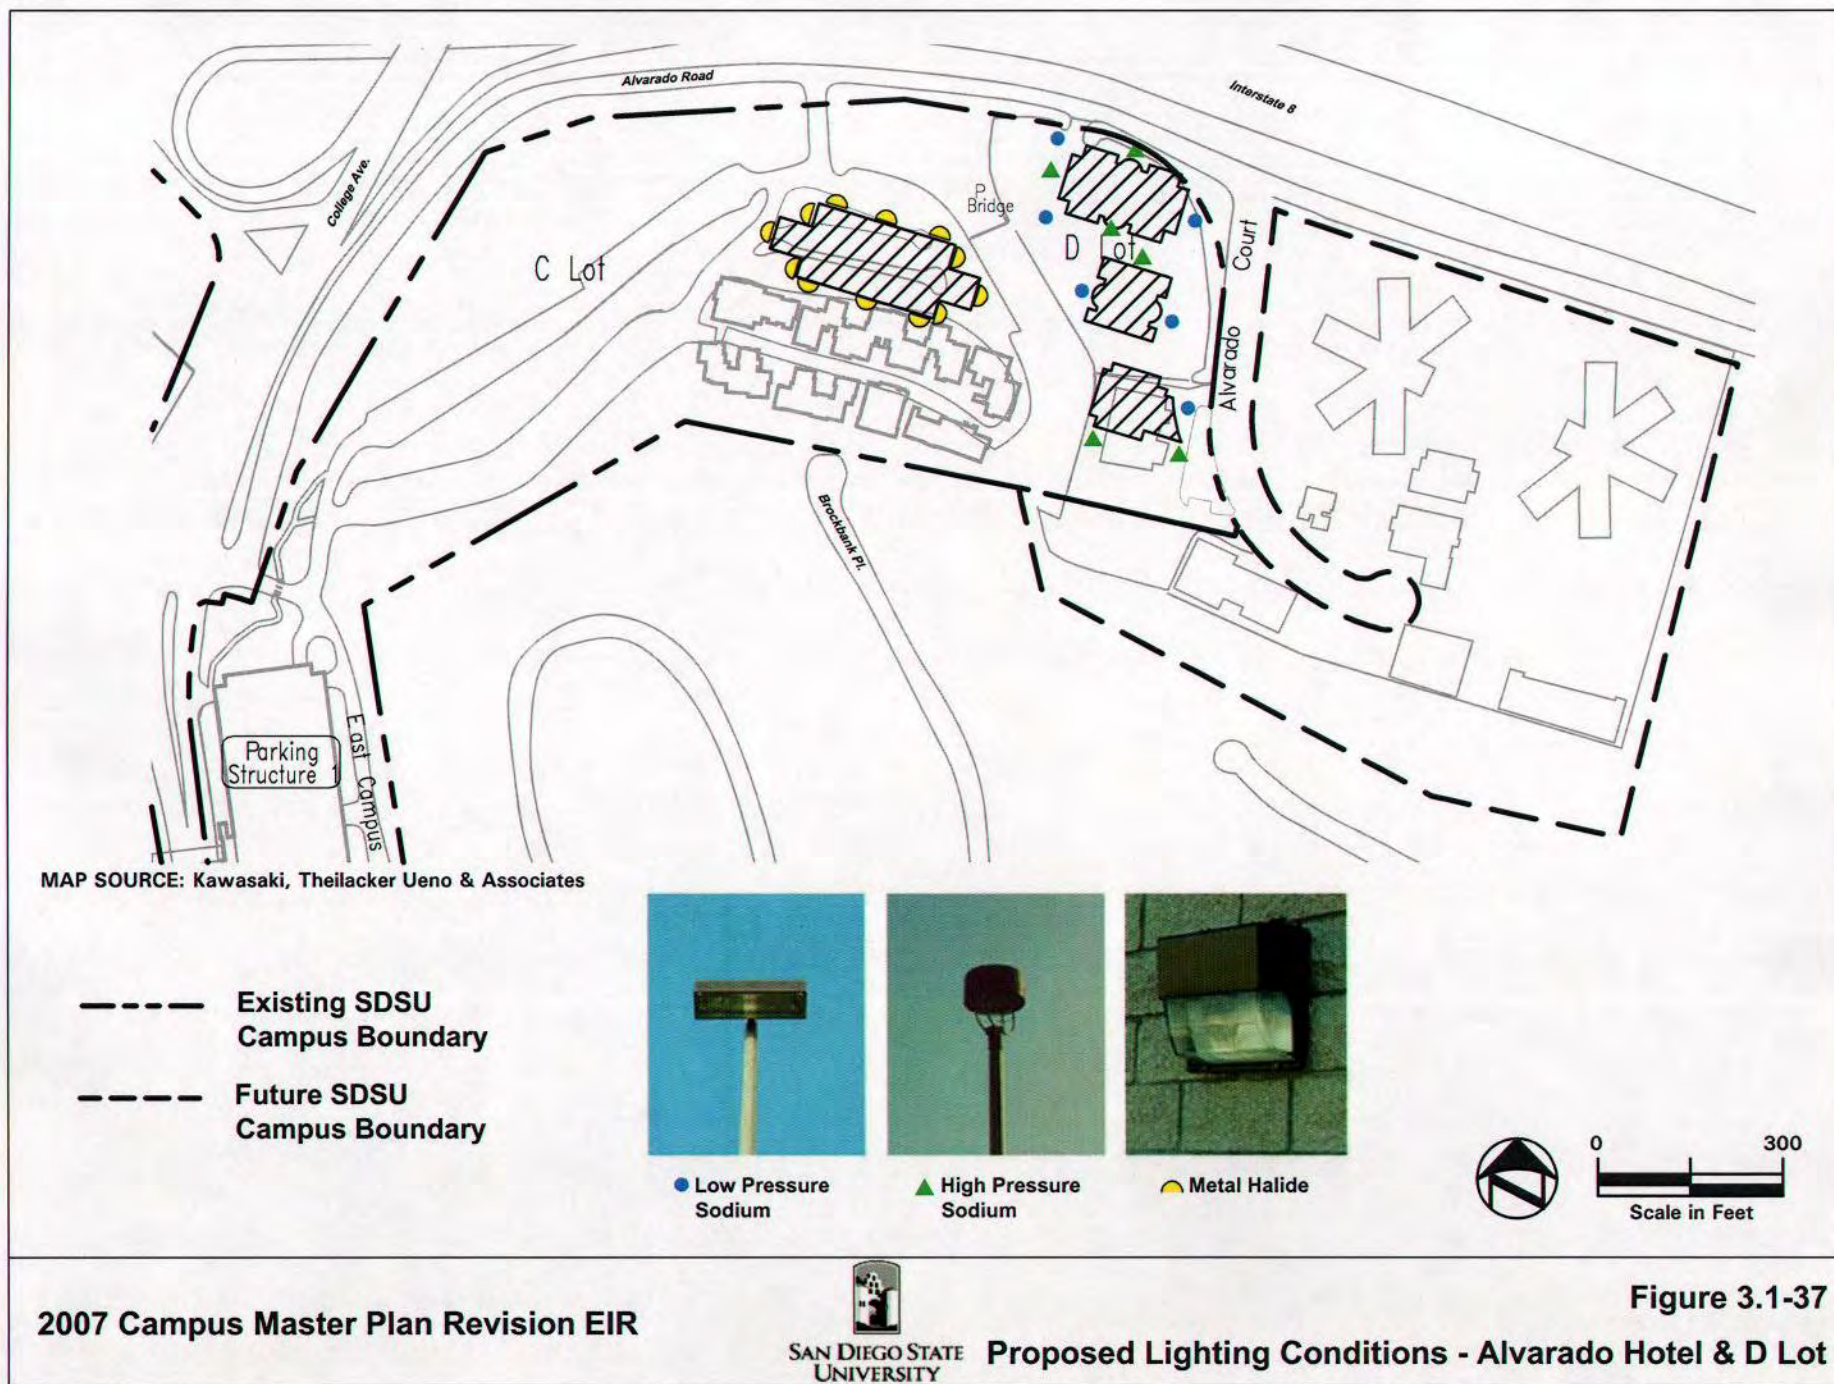 Alvarado Road
Interstate 8
College Ave.
P
Bridge
C Lot
D Lot
Alvarado Court
Brockbank Pl.
Parking
Structure 1
East Campus
MAP SOURCE: Kawasaki, Theilacker Ueno & Associates
Existing SDSU
Campus Boundary
Future SDSU
Campus Boundary
Low Pressure
Sodium
High Pressure
Sodium
Metal Halide
0 300
Scale in Feet
2007 Campus Master Plan Revision EIR
SAN DIEGO STATE
UNIVERSITY
Figure 3.1-37
Proposed Lighting Conditions - Alvarado Hotel & D Lot